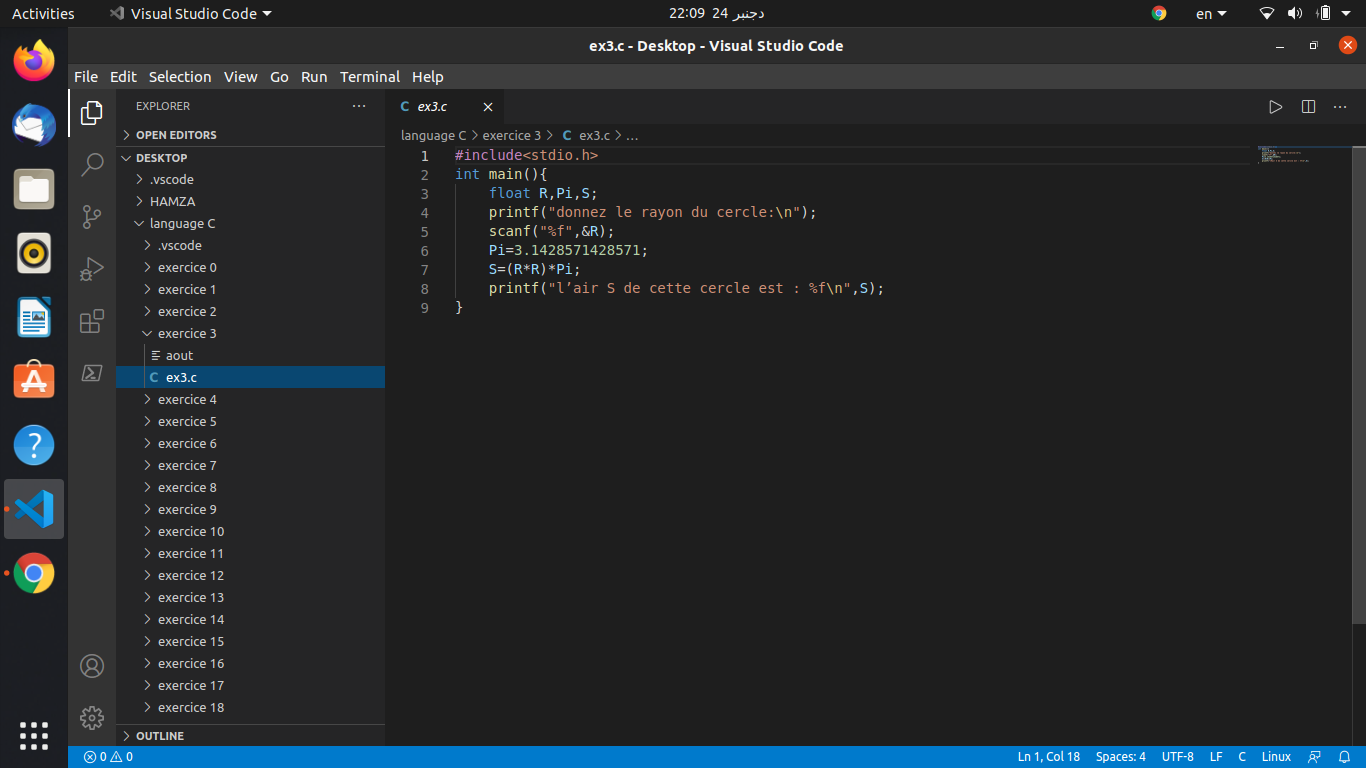 Activities
Visual Studio Code
22:09 24 دجنبر
en
ex3.c - Desktop - Visual Studio Code
File Edit Selection View Go Run Terminal Help
EXPLORER
OPEN EDITORS
DESKTOP
.vscode
HAMZA
language C
.vscode
exercice 0
exercice 1
exercice 2
exercice 3
aout
C ex3.c
exercice 4
exercice 5
exercice 6
exercice 7
exercice 8
exercice 9
exercice 10
exercice 11
exercice 12
exercice 13
exercice 14
exercice 15
exercice 16
exercice 17
exercice 18
OUTLINE
C ex3.c
language C > exercice 3 > C ex3.c > ...
1 #include<stdio.h>
2 int main(){
3     float R,Pi,S;
4     printf("donnez le rayon du cercle:\n");
5     scanf("%f",&R);
6     Pi=3.1428571428571;
7     S=(R*R)*Pi;
8     printf("l’air S de cette cercle est : %f\n",S);
9 }
0 0
Ln 1, Col 18 Spaces: 4 UTF-8 LF C Linux